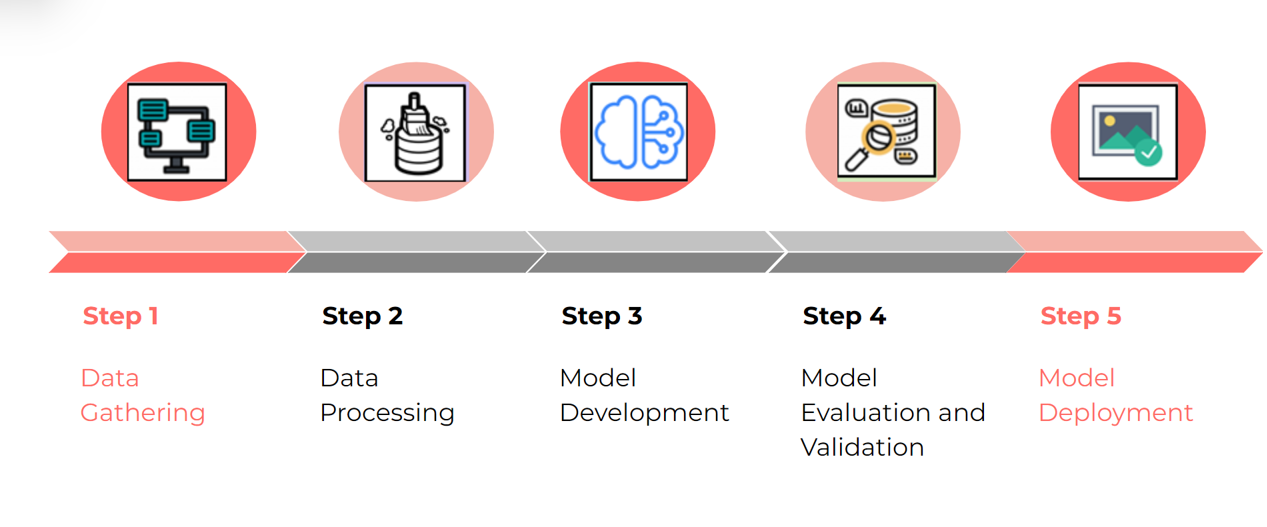 Step 1
Data
Gathering
Step 2
Data
Processing
Step 3
Model
Development
Step 4
Model
Evaluation and
Validation
Step 5
Model
Deployment